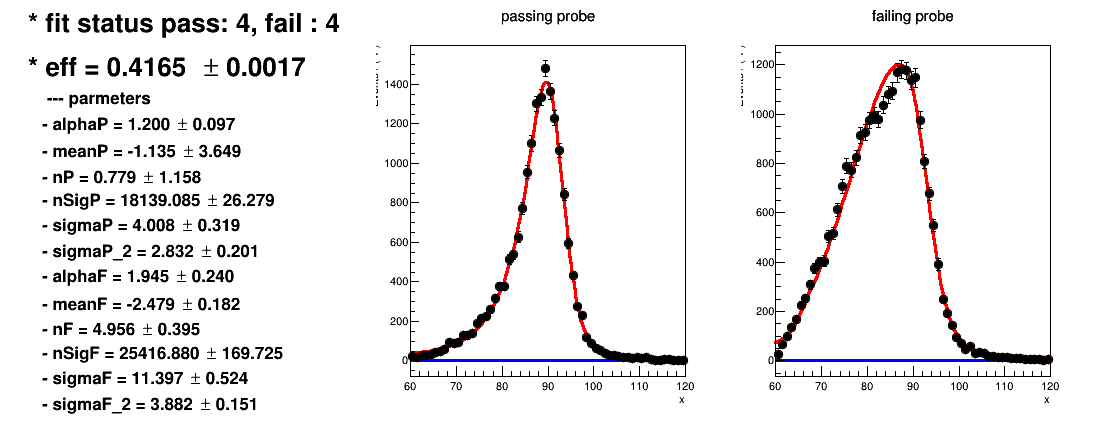 * fit status pass: 4, fail : 4
* eff = 0.4165 ± 0.0017
--- parmeters
- alphaP = 1.200 ± 0.097
- meanP = -1.135 ± 3.649
- nP = 0.779 ± 1.158
- nSigP = 18139.085 ± 26.279
- sigmaP = 4.008 ± 0.319
- sigmaP_2 = 2.832 ± 0.201
- alphaF = 1.945 ± 0.240
- meanF = -2.479 ± 0.182
- nF = 4.956 ± 0.395
- nSigF = 25416.880 ± 169.725
- sigmaF = 11.397 ± 0.524
- sigmaF_2 = 3.882 ± 0.151
passing probe
1400
1200
1000
800
600
400
200
0
60 70 80 90 100 110 120
x
failing probe
1200
1000
800
600
400
200
0
60 70 80 90 100 110 120
x